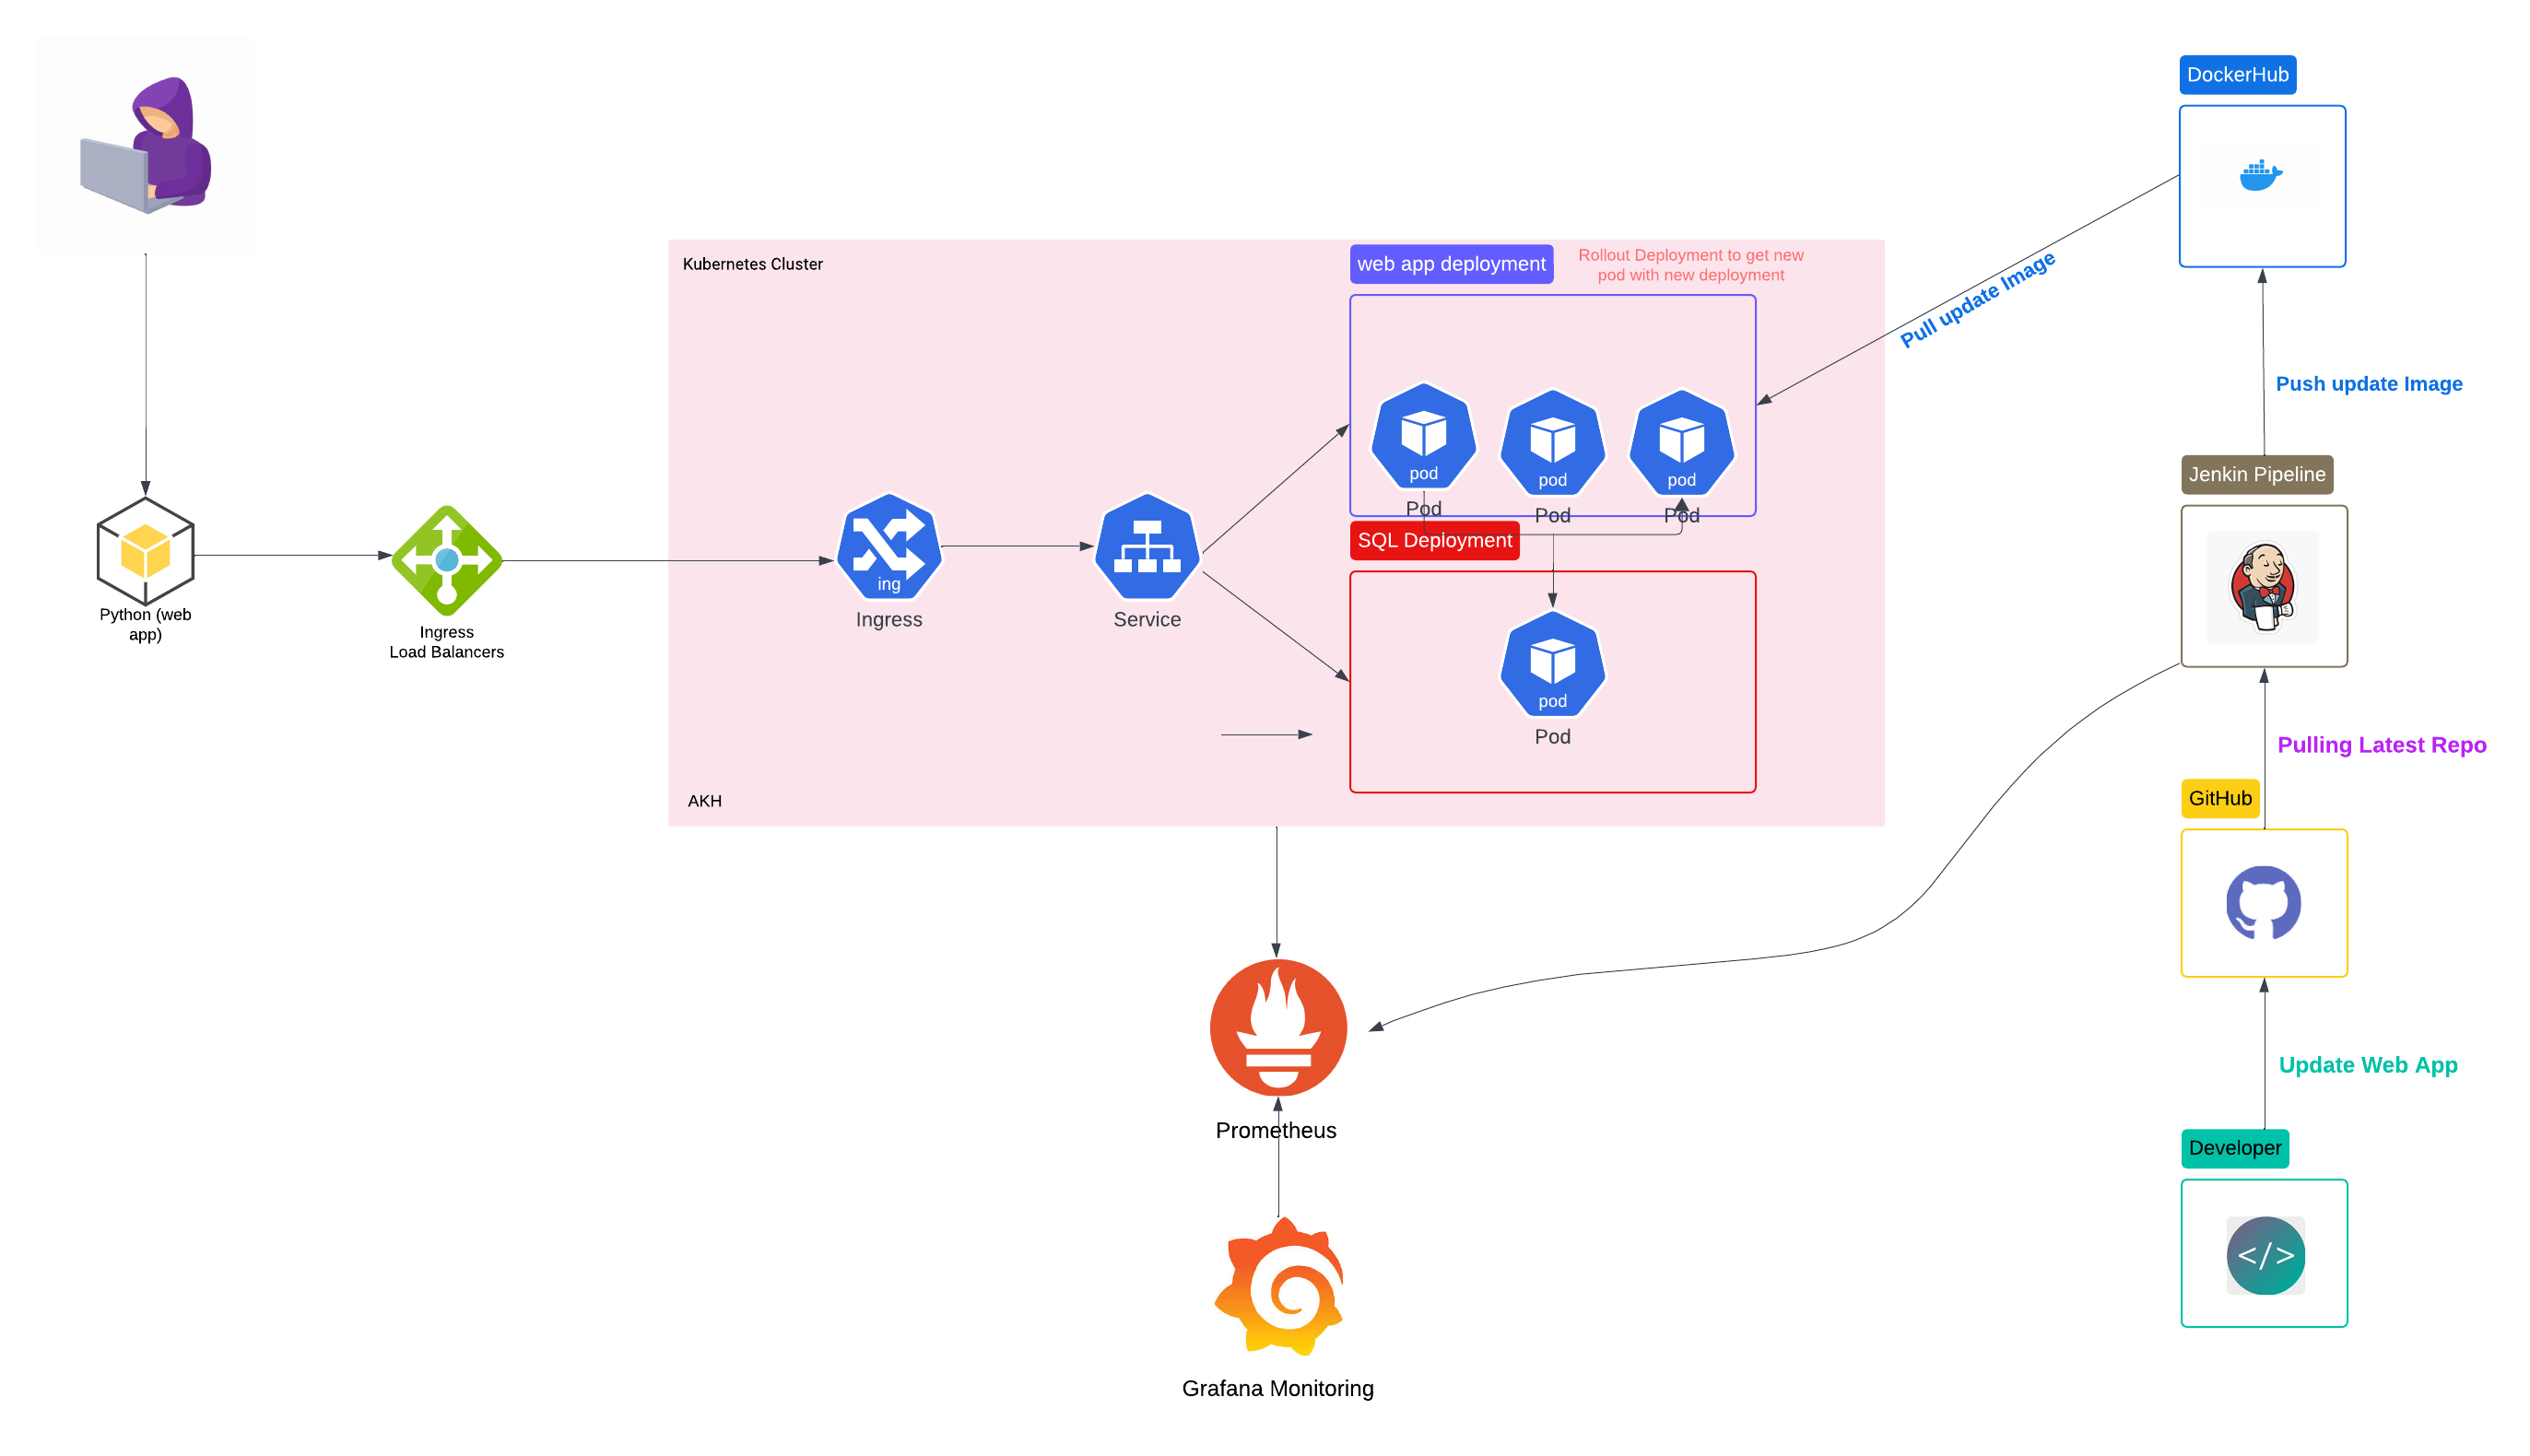 DockerHub
Kubernetes Cluster
web app deployment
Rollout Deployment to get new
pod with new deployment
Pull update Image
Push update Image
pod
Pod
pod
Pod
pod
Pod
Jenkin Pipeline
SQL Deployment
ing
Ingress
Service
Python (web
app)
Ingress
Load Balancers
pod
Pod
Pulling Latest Repo
AKH
GitHub
Update Web App
Prometheus
Developer
</>
Grafana Monitoring